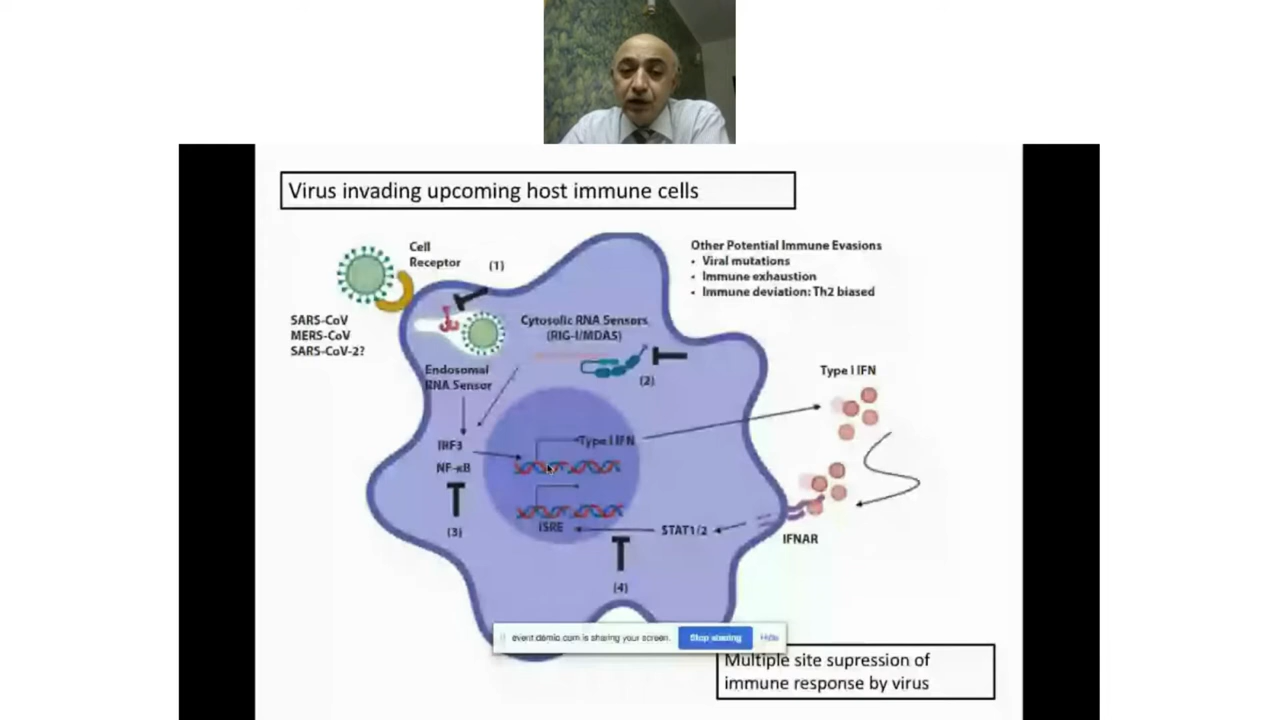 Virus invading upcoming host immune cells
Cell
Receptor
(1)
SARS-CoV
MERS-CoV
SARS-CoV-2?
Cytosolic RNA Sensors
(RIG-I/MDA5)
(2)
Endosomal
RNA Sensor
IRF3
NF-κB
(3)
Type I IFN
ISRE
STAT1/2
(4)
Other Potential Immune Evasions
• Viral mutations
• Immune exhaustion
• Immune deviation: Th2 biased
Type I IFN
IFNAR
event.demio.com is sharing your screen.
Stop sharing
Hide
Multiple site supression of
immune response by virus